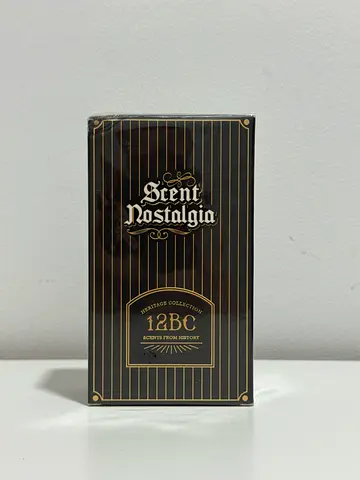 Scent
Nostalgia
HERITAGE COLLECTION
12BC
SCENTS FROM HISTORY